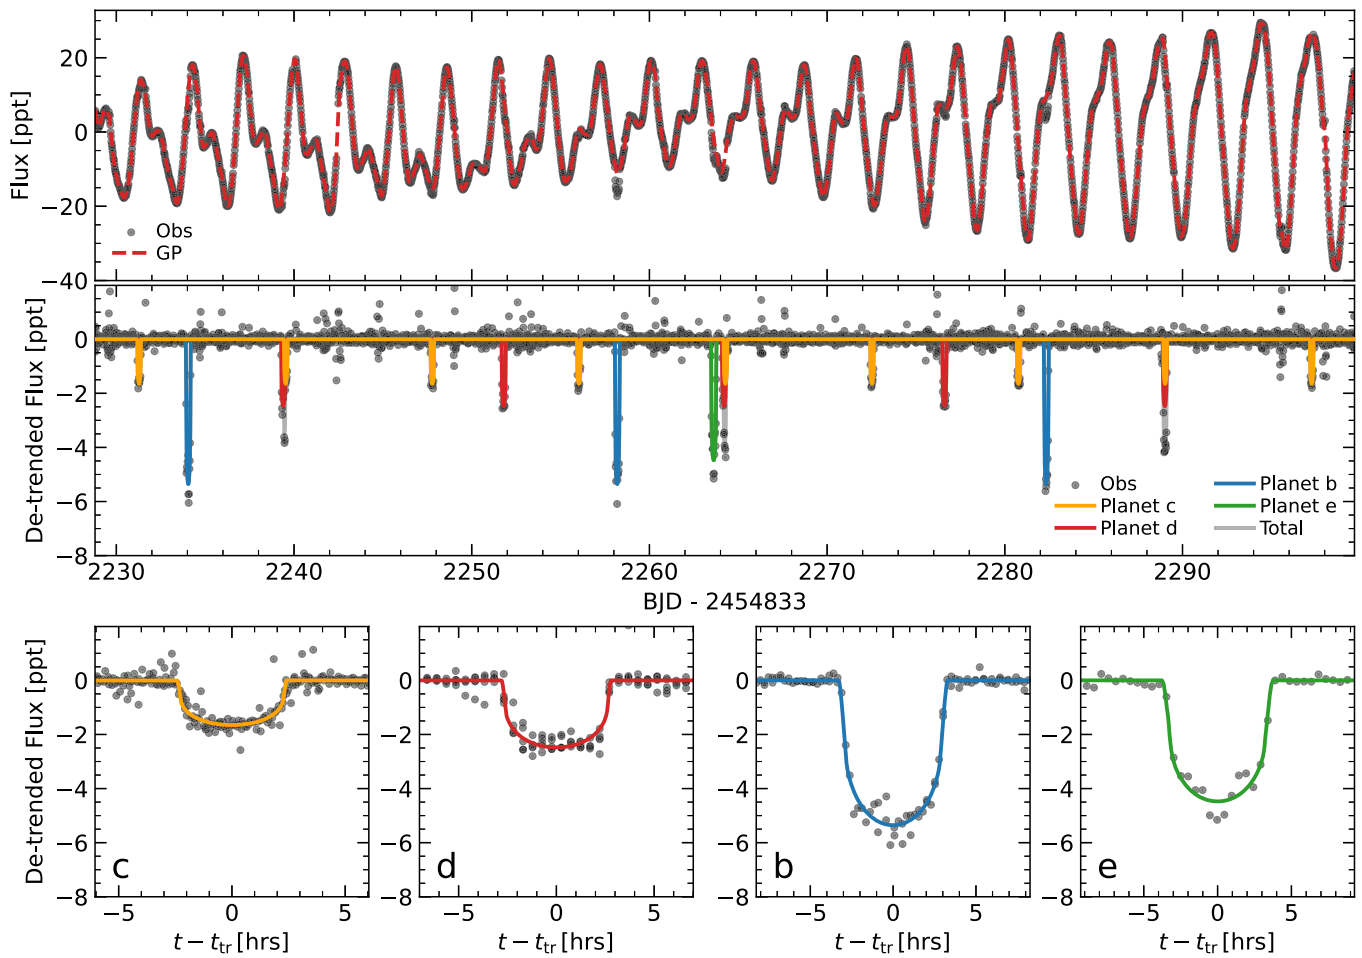 Flux [ppt]
20
0
−20
−40
Obs
GP
De-trended Flux [ppt]
0
−2
−4
−6
−8
Obs
Planet c
Planet d
Planet b
Planet e
Total
2230 2240 2250 2260 2270 2280 2290
BJD - 2454833
De-trended Flux [ppt]
0
−2
−4
−6
−8
c
−5 0 5
t − t_tr [hrs]
0
−2
−4
−6
−8
d
−5 0 5
t − t_tr [hrs]
0
−2
−4
−6
−8
b
−5 0 5
t − t_tr [hrs]
0
−2
−4
−6
−8
e
−5 0 5
t − t_tr [hrs]